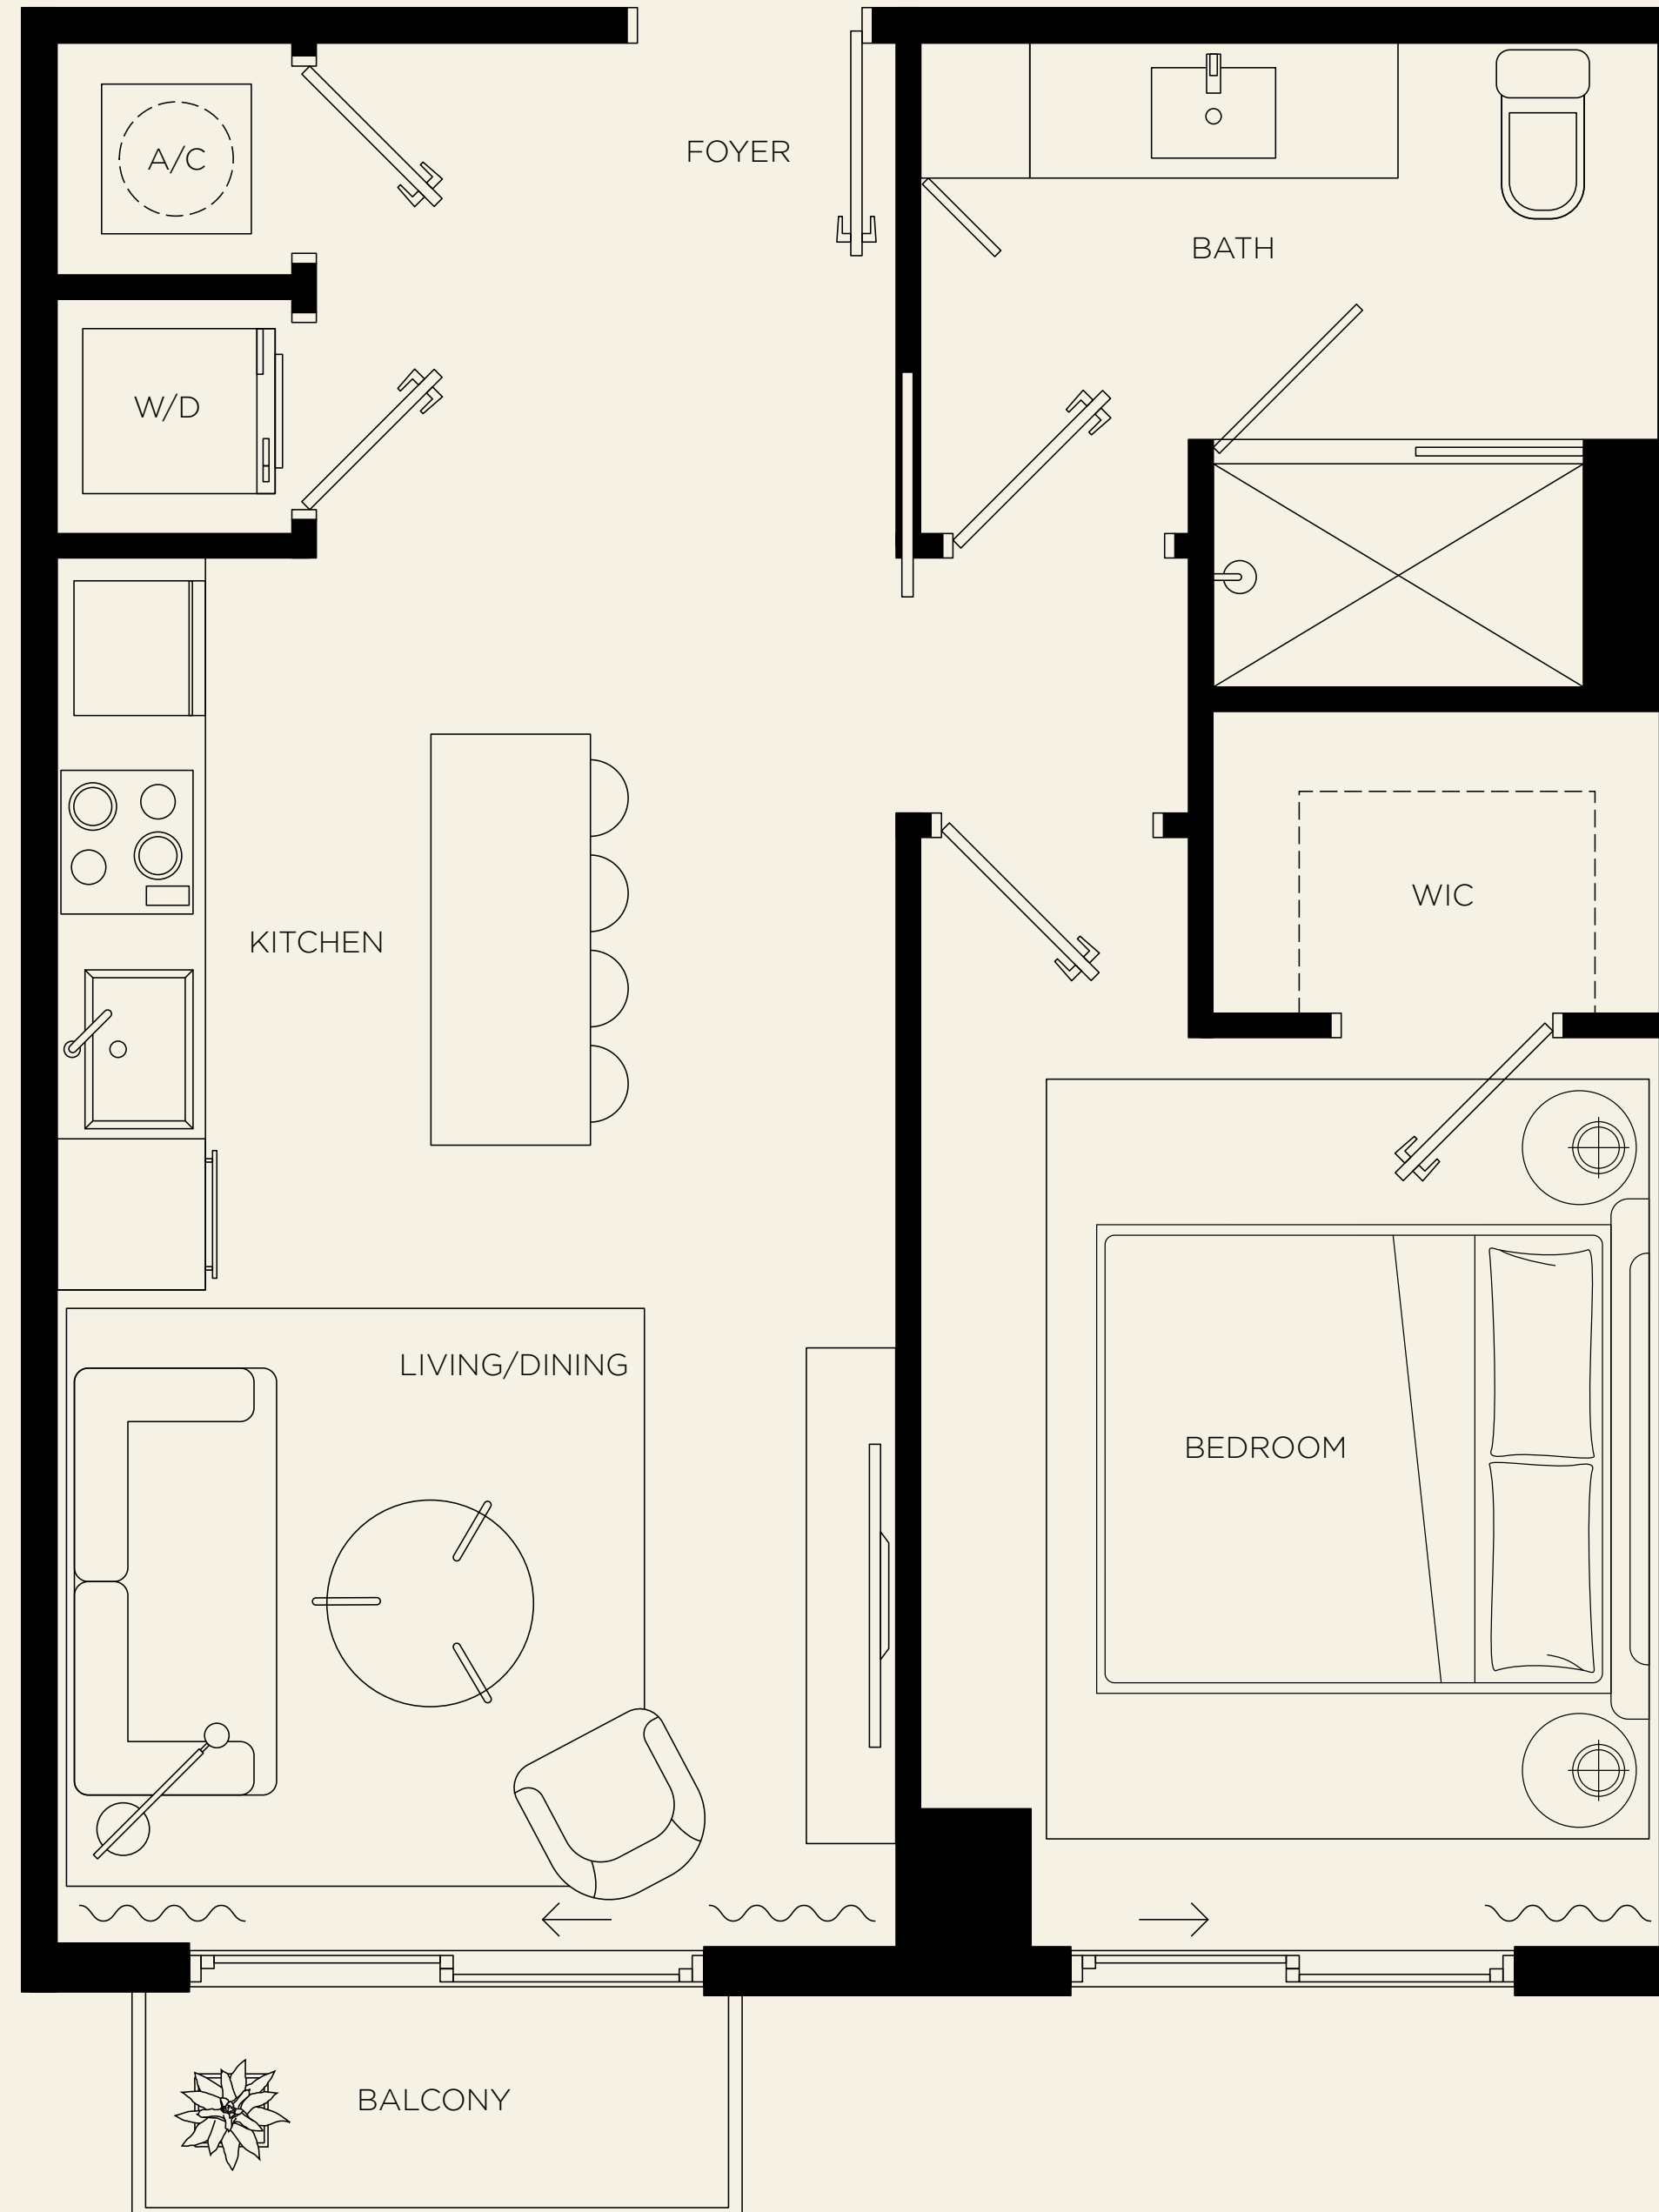 A/C
FOYER
BATH
W/D
WIC
KITCHEN
LIVING/DINING
BEDROOM
BALCONY